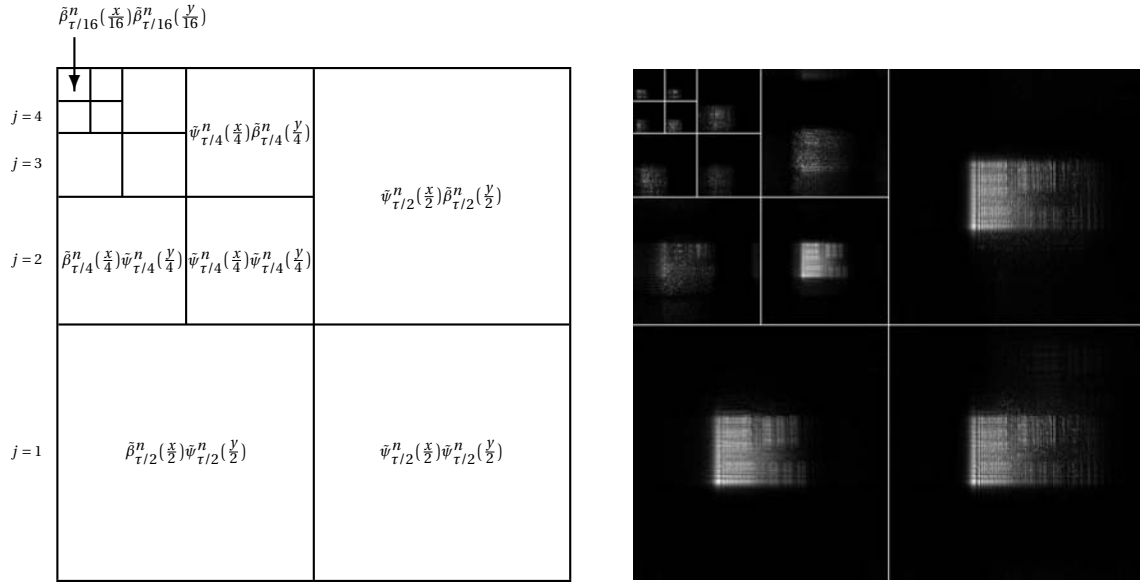 β̃ⁿ_{τ/16}(x/16)β̃ⁿ_{τ/16}(y/16)
j = 4
ψ̃ⁿ_{τ/4}(x/4)β̃ⁿ_{τ/4}(y/4)
j = 3
ψ̃ⁿ_{τ/2}(x/2)β̃ⁿ_{τ/2}(y/2)
j = 2
β̃ⁿ_{τ/4}(x/4)ψ̃ⁿ_{τ/4}(y/4)
ψ̃ⁿ_{τ/4}(x/4)ψ̃ⁿ_{τ/4}(y/4)
j = 1
β̃ⁿ_{τ/2}(x/2)ψ̃ⁿ_{τ/2}(y/2)
ψ̃ⁿ_{τ/2}(x/2)ψ̃ⁿ_{τ/2}(y/2)